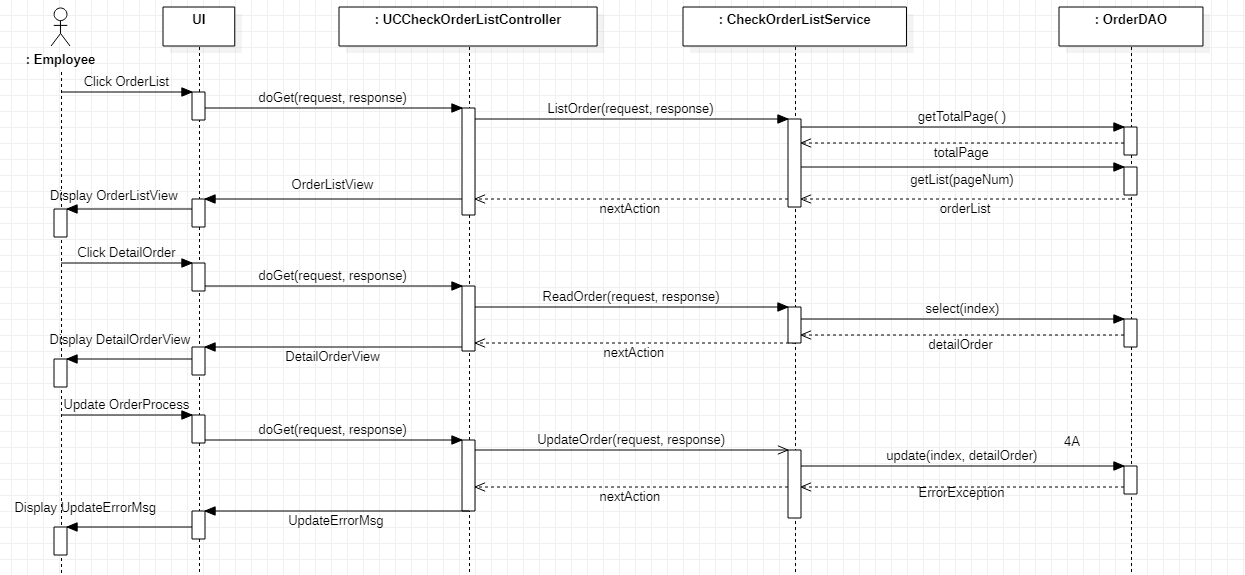 UI
: UCCheckOrderListController
: CheckOrderListService
: OrderDAO
: Employee
Click OrderList
doGet(request, response)
ListOrder(request, response)
getTotalPage( )
totalPage
getList(pageNum)
OrderListView
Display OrderListView
nextAction
orderList
Click DetailOrder
doGet(request, response)
ReadOrder(request, response)
select(index)
Display DetailOrderView
detailOrder
DetailOrderView
nextAction
Update OrderProcess
doGet(request, response)
UpdateOrder(request, response)
4A
update(index, detailOrder)
ErrorException
nextAction
Display UpdateErrorMsg
UpdateErrorMsg